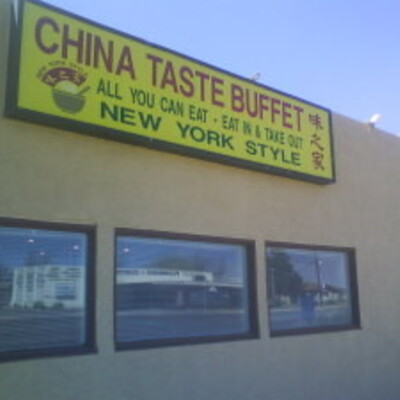 CHINA TASTE BUFFET
ALL YOU CAN EAT - EAT IN & TAKE OUT
NEW YORK STYLE
味之家